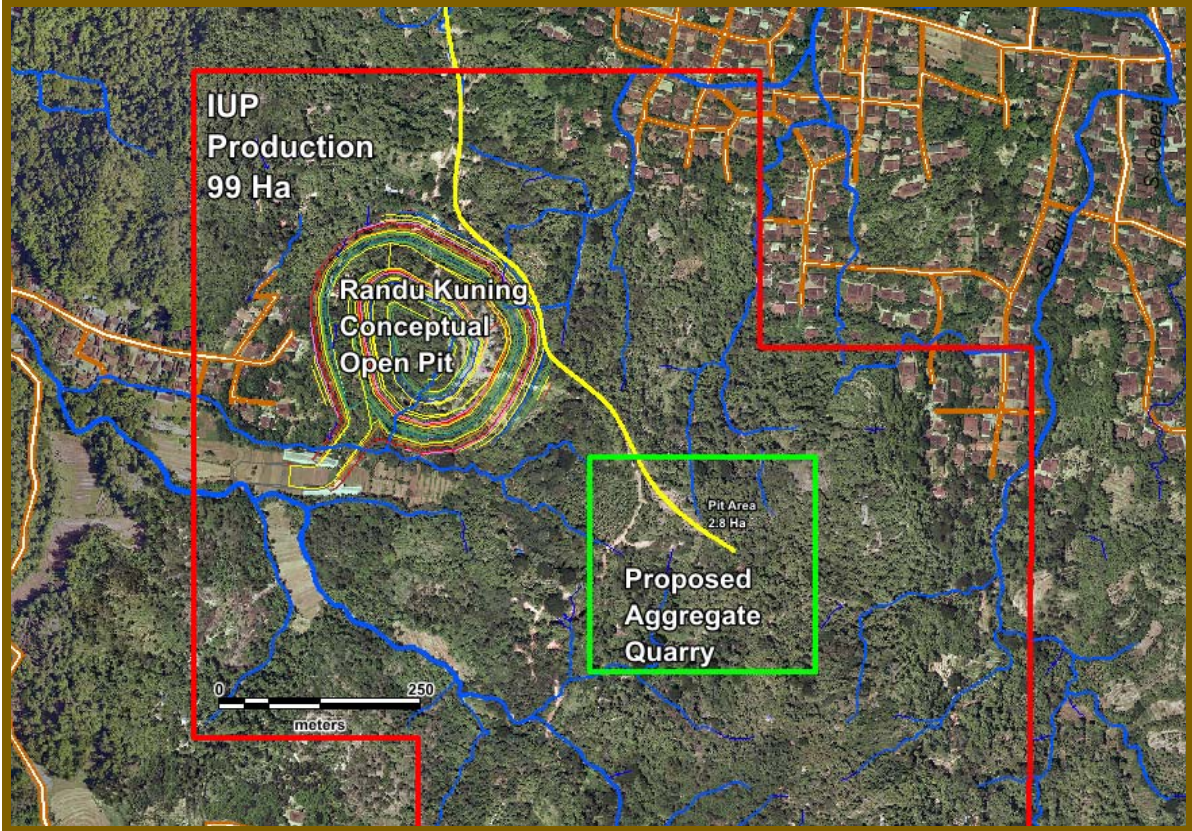 IUP
Production
99 Ha
Randu Kuning
Conceptual
Open Pit
Pit Area
2.8 Ha
Proposed
Aggregate
Quarry
0 250
meters